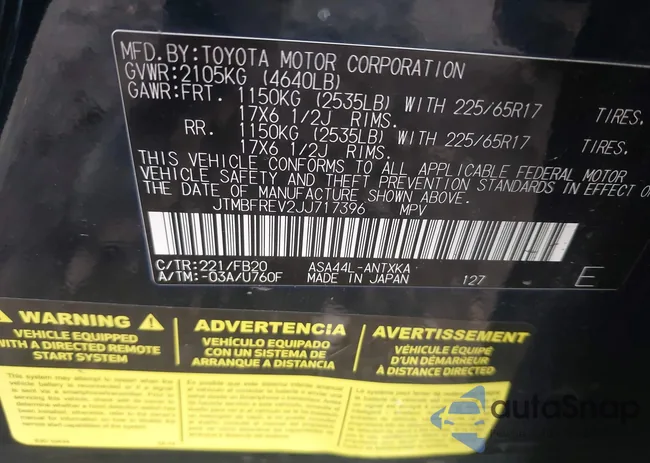 MFD.BY:TOYOTA MOTOR CORPORATION
GVWR:2105KG (4640LB)
GAWR:FRT. 1150KG (2535LB) WITH 225/65R17 TIRES.
17X6 1/2J RIMS.
RR. 1150KG (2535LB) WITH 225/65R17 TIRES.
17X6 1/2J RIMS.
THIS VEHICLE CONFORMS TO ALL APPLICABLE FEDERAL MOTOR
VEHICLE SAFETY AND THEFT PREVENTION STANDARDS IN EFFECT O
THE DATE OF MANUFACTURE SHOWN ABOVE.
JTMBFREV2JJ717396 MPV
C/TR:221/FB20 ASA44L-ANTXKA
A/TM:-03A/U760F MADE IN JAPAN 127 E
WARNING
VEHICLE EQUIPPED
WITH A DIRECTED REMOTE
START SYSTEM
ADVERTENCIA
VEHÍCULO EQUIPADO
CON UN SISTEMA DE
ARRANQUE A DISTANCIA
AVERTISSEMENT
VÉHICULE ÉQUIPÉ
D'UN DÉMARREUR
À DISTANCE DIRECTED
autoSnap